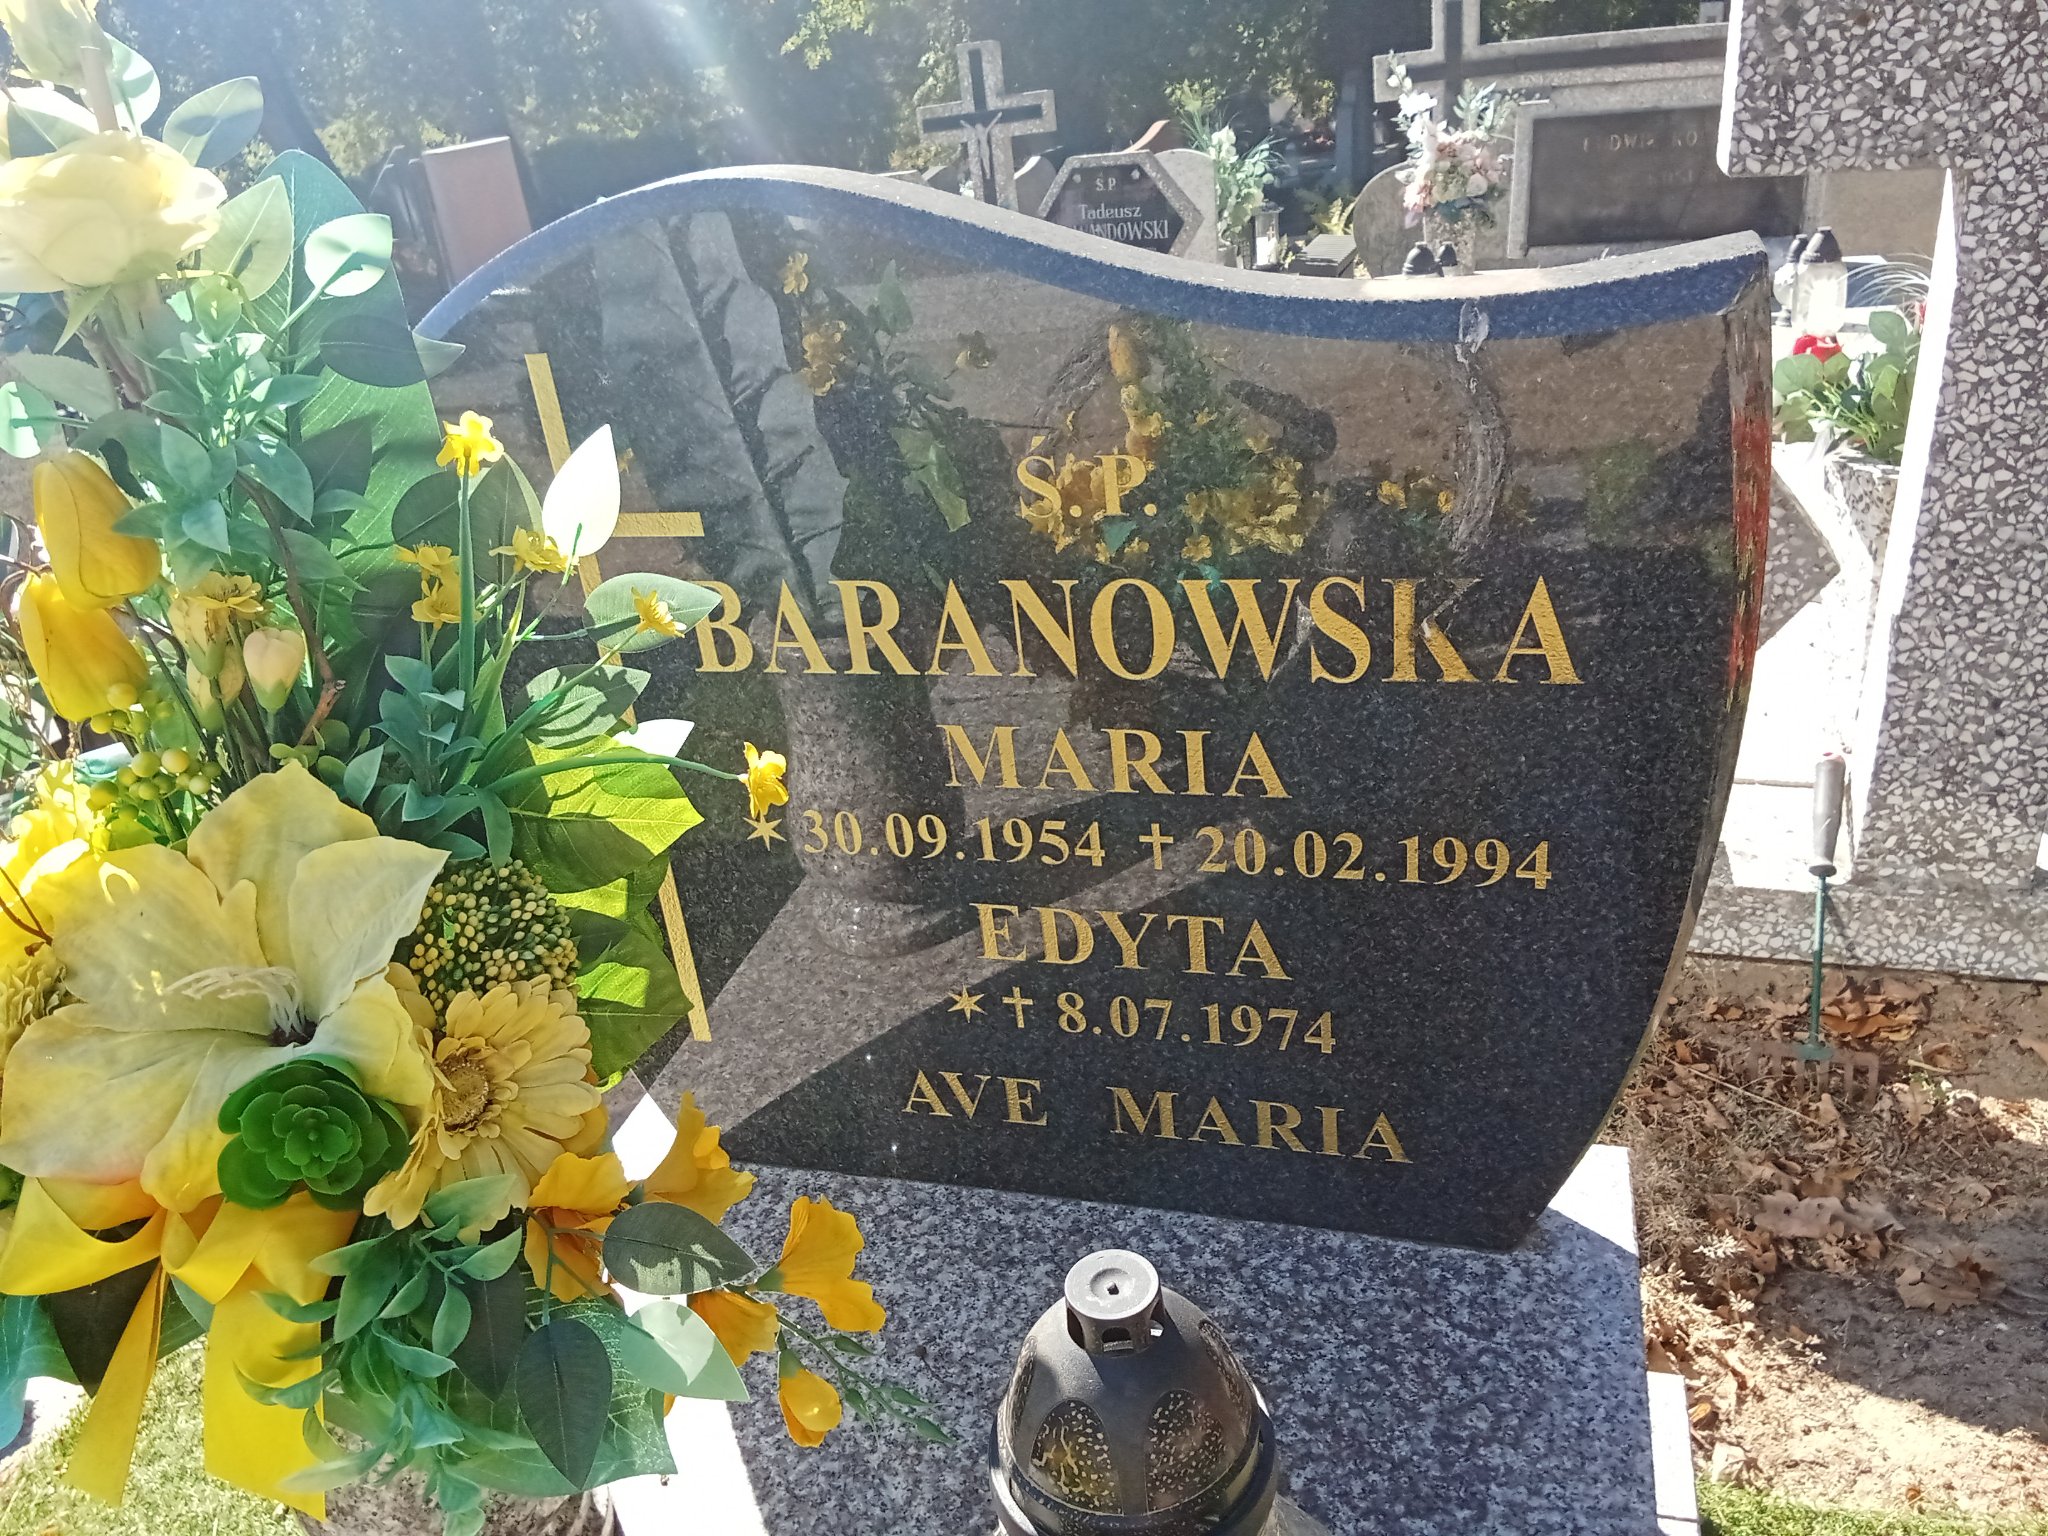 Ś.P.
Tadeusz
Ś.P.
BARANOWSKA
MARIA
✶ 30.09.1954 ✝ 20.02.1994
EDYTA
✶ ✝ 8.07.1974
AVE MARIA